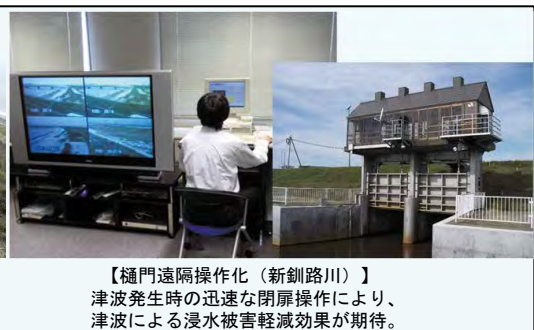 【樋門遠隔操作化（新釧路川）】
津波発生時の迅速な閉扉操作により、
津波による浸水被害軽減効果が期待。